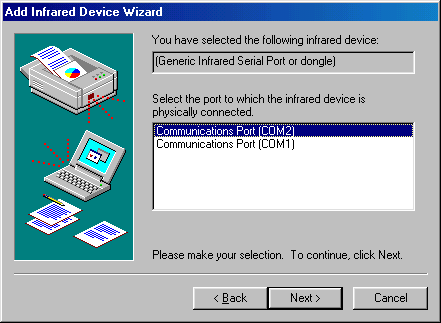 Add Infrared Device Wizard
You have selected the following infrared device:
(Generic Infrared Serial Port or dongle)
Select the port to which the infrared device is
physically connected.
Communications Port (COM2)
Communications Port (COM1)
Please make your selection.  To continue, click Next.
< Back
Next >
Cancel